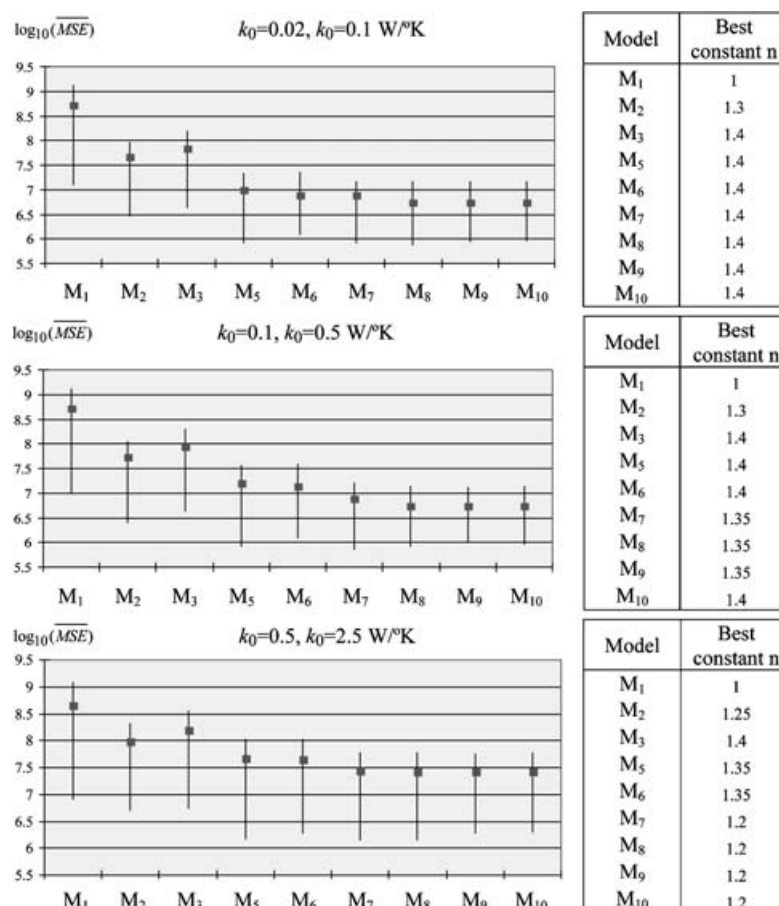 log10(MSE) k0=0.02, k0=0.1 W/ºK
9.5
9
8.5
8
7.5
7
6.5
6
5.5
M1 M2 M3 M5 M6 M7 M8 M9 M10
Model Best constant n
M1 1
M2 1.3
M3 1.4
M5 1.4
M6 1.4
M7 1.4
M8 1.4
M9 1.4
M10 1.4
log10(MSE) k0=0.1, k0=0.5 W/ºK
9.5
9
8.5
8
7.5
7
6.5
6
5.5
M1 M2 M3 M5 M6 M7 M8 M9 M10
Model Best constant n
M1 1
M2 1.3
M3 1.4
M5 1.4
M6 1.4
M7 1.35
M8 1.35
M9 1.35
M10 1.4
log10(MSE) k0=0.5, k0=2.5 W/ºK
9.5
9
8.5
8
7.5
7
6.5
6
5.5
M1 M2 M3 M5 M6 M7 M8 M9 M10
Model Best constant n
M1 1
M2 1.25
M3 1.4
M5 1.35
M6 1.35
M7 1.2
M8 1.2
M9 1.2
M10 1.2